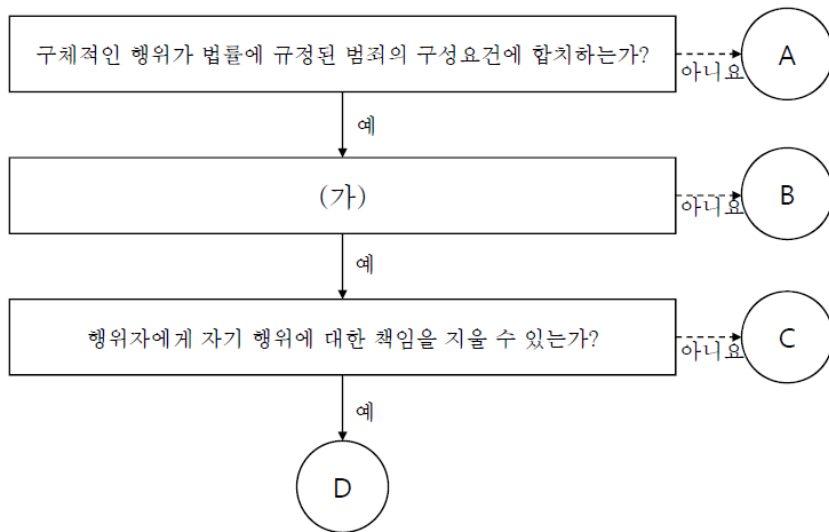 구체적인 행위가 법률에 규정된 범죄의 구성요건에 합치하는가?
아니요
A
예
(가)
아니요
B
예
행위자에게 자기 행위에 대한 책임을 지울 수 있는가?
아니요
C
예
D